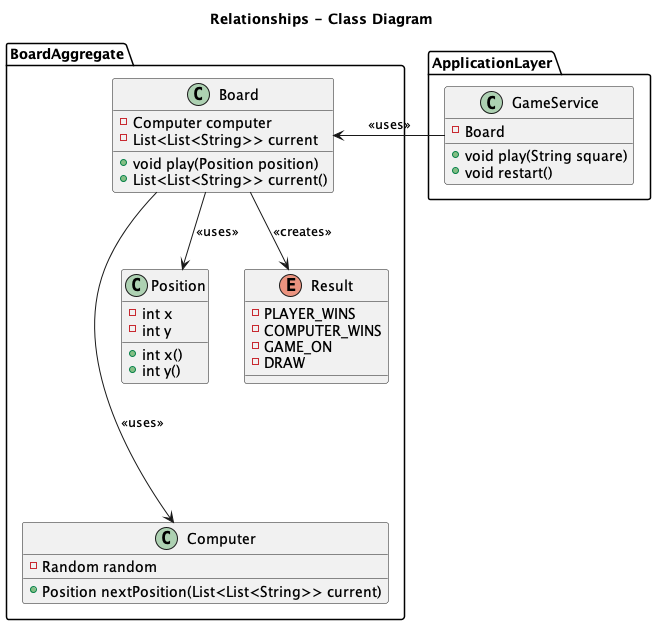 Relationships - Class Diagram
BoardAggregate
C Board
Computer computer
List<List<String>> current
void play(Position position)
List<List<String>> current()
«uses»
ApplicationLayer
C GameService
Board
void play(String square)
void restart()
«uses»
«creates»
C Position
int x
int y
int x()
int y()
E Result
PLAYER_WINS
COMPUTER_WINS
GAME_ON
DRAW
«uses»
C Computer
Random random
Position nextPosition(List<List<String>> current)